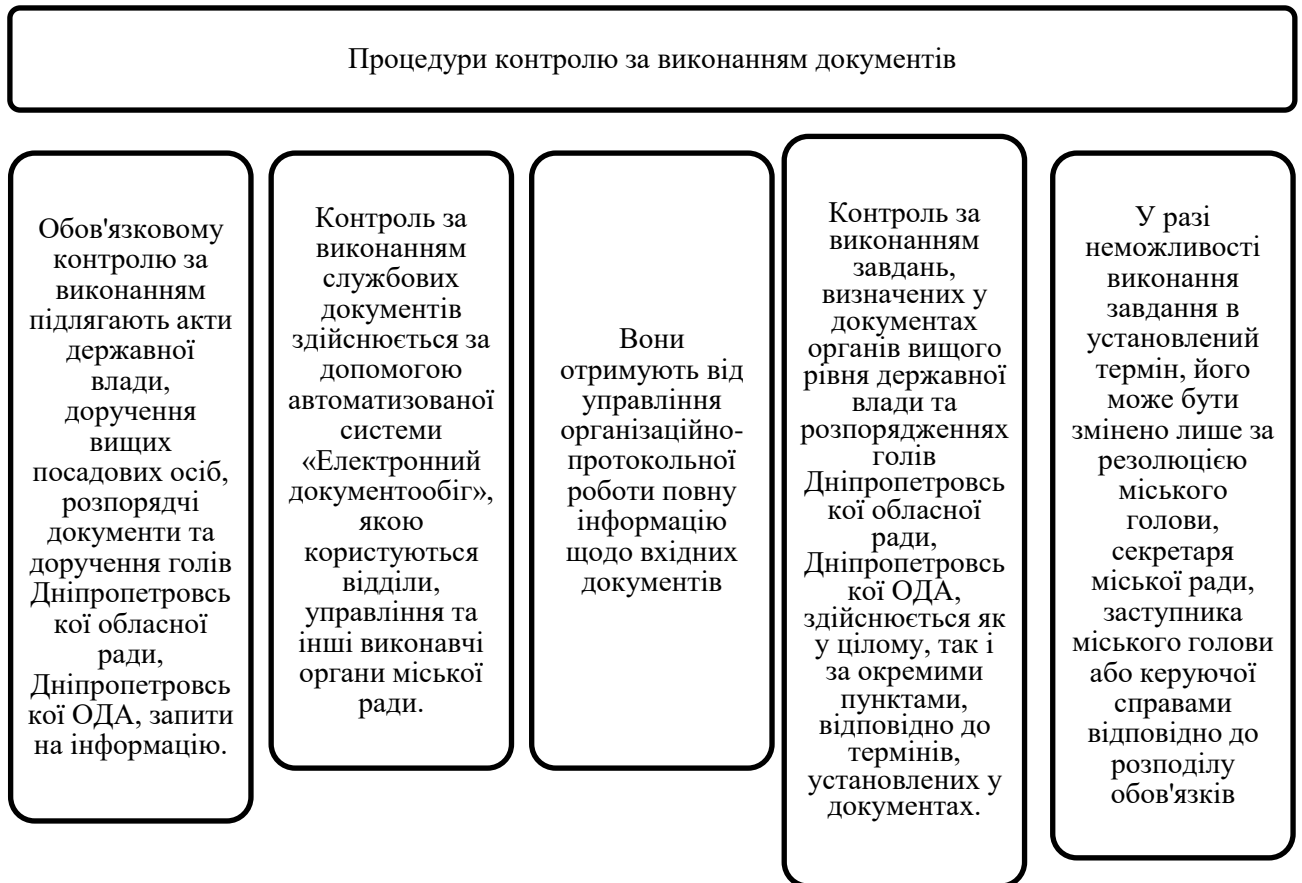 Процедури контролю за виконанням документів
Обов'язковому
контролю за
виконанням
підлягають акти
державної
влади,
доручення
вищих
посадових осіб,
розпорядчі
документи та
доручення голів
Дніпропетровсь
кої обласної
ради,
Дніпропетровсь
кої ОДА, запити
на інформацію.
Контроль за
виконанням
службових
документів
здійснюється за
допомогою
автоматизованої
системи
«Електронний
документообіг»,
якою
користуються
відділи,
управління та
інші виконавчі
органи міської
ради.
Вони
отримують від
управління
організаційно-
протокольної
роботи повну
інформацію
щодо вхідних
документів
Контроль за
виконанням
завдань,
визначених у
документах
органів вищого
рівня державної
влади та
розпорядженнях
голів
Дніпропетровсь
кої обласної
ради,
Дніпропетровсь
кої ОДА,
здійснюється як
у цілому, так і
за окремими
пунктами,
відповідно до
термінів,
установлених у
документах.
У разі
неможливості
виконання
завдання в
установлений
термін, його
може бути
змінено лише за
резолюцією
міського
голови,
секретаря
міської ради,
заступника
міського голови
або керуючої
справами
відповідно до
розподілу
обов'язків